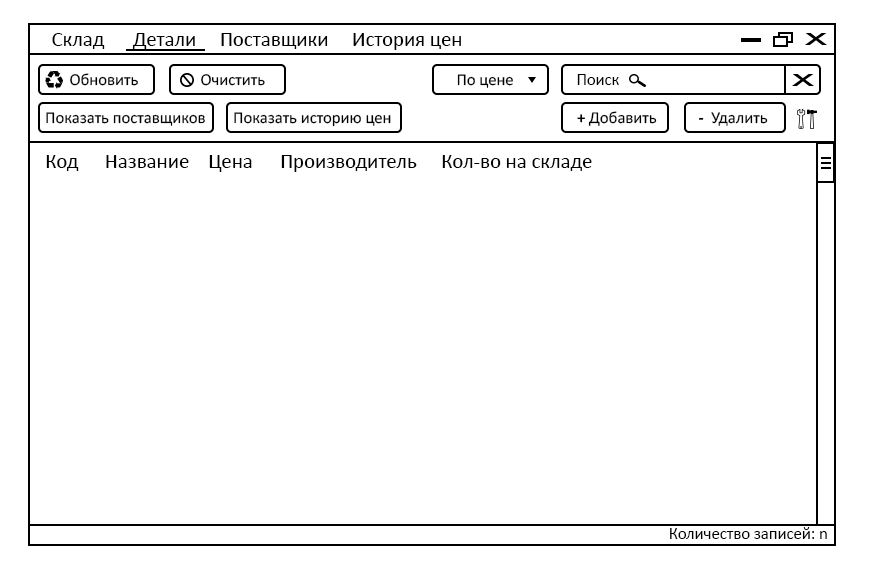 Склад Детали Поставщики История цен
Обновить Очистить По цене Поиск
Показать поставщиков Показать историю цен + Добавить - Удалить
Код Название Цена Производитель Кол-во на складе
Количество записей: n